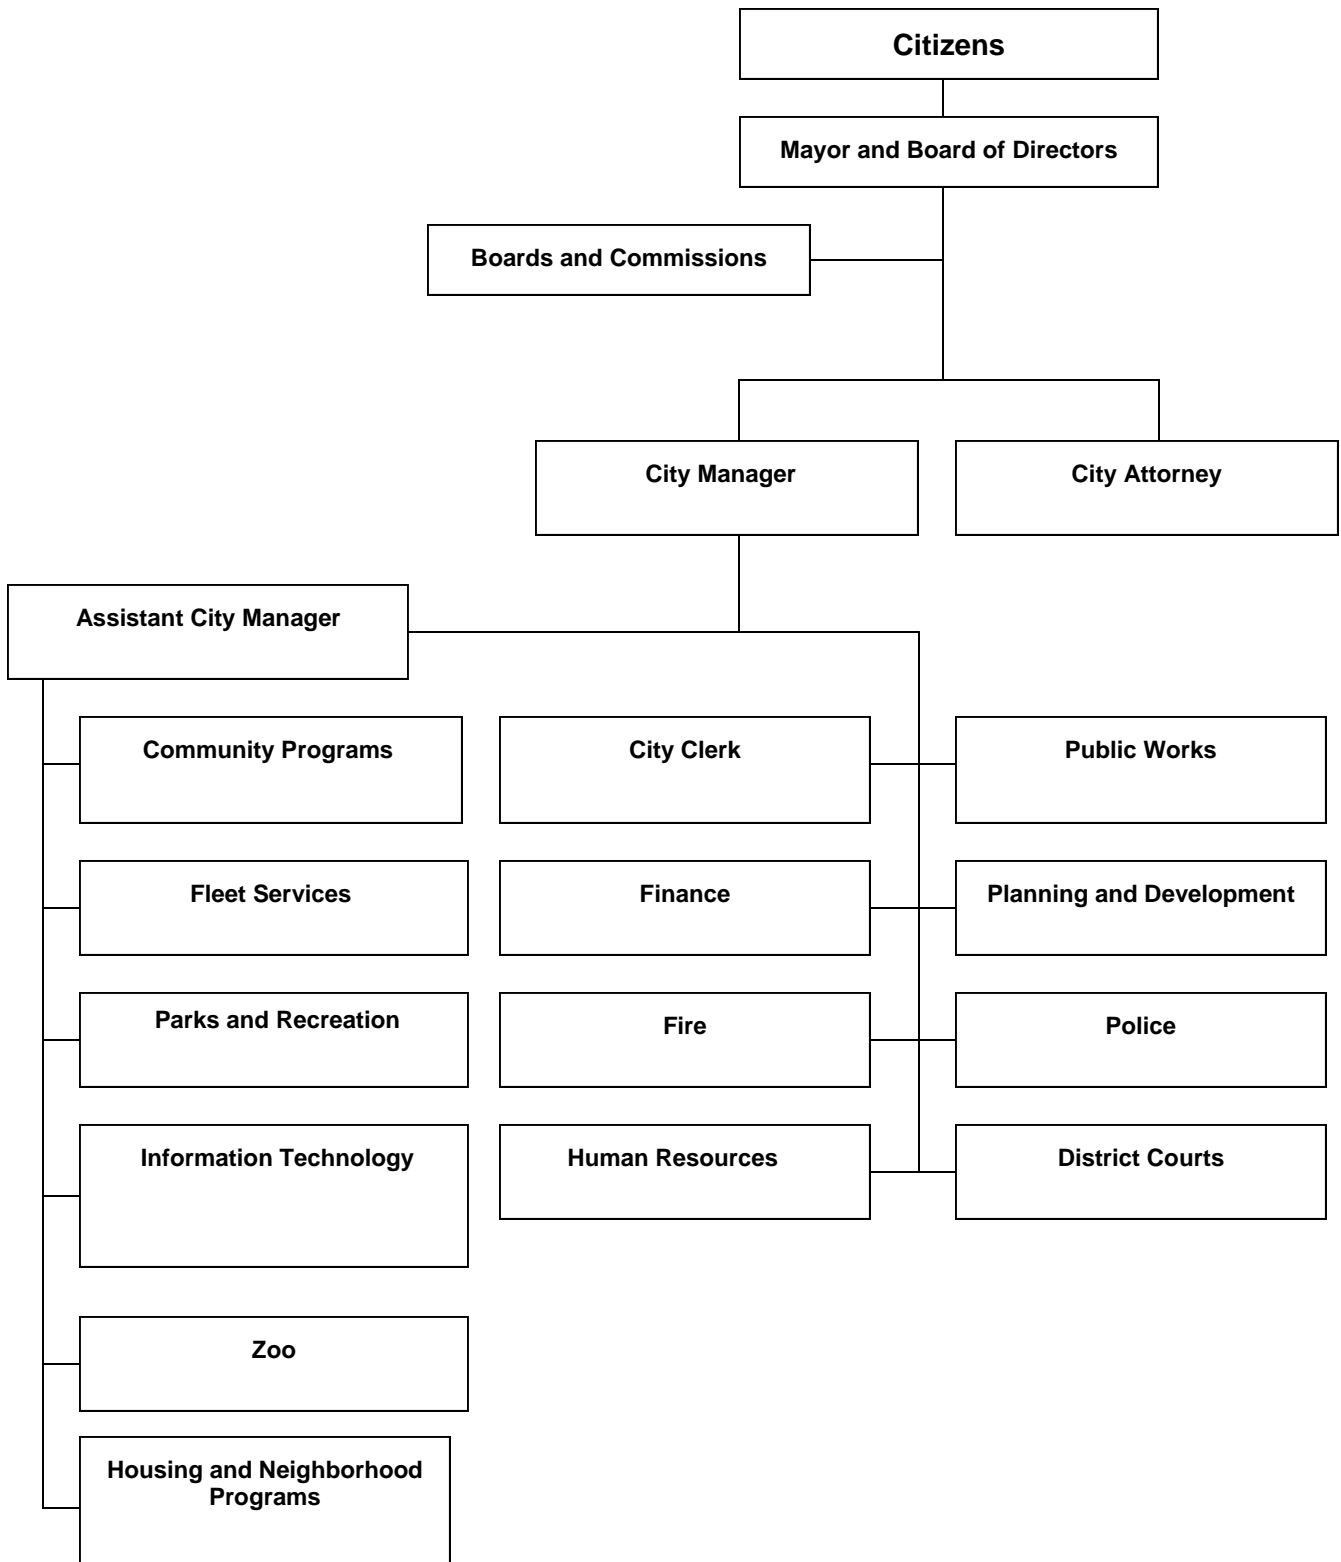 Citizens
Mayor and Board of Directors
Boards and Commissions
City Manager
City Attorney
Assistant City Manager
Community Programs
City Clerk
Public Works
Fleet Services
Finance
Planning and Development
Parks and Recreation
Fire
Police
Information Technology
Human Resources
District Courts
Zoo
Housing and Neighborhood
Programs